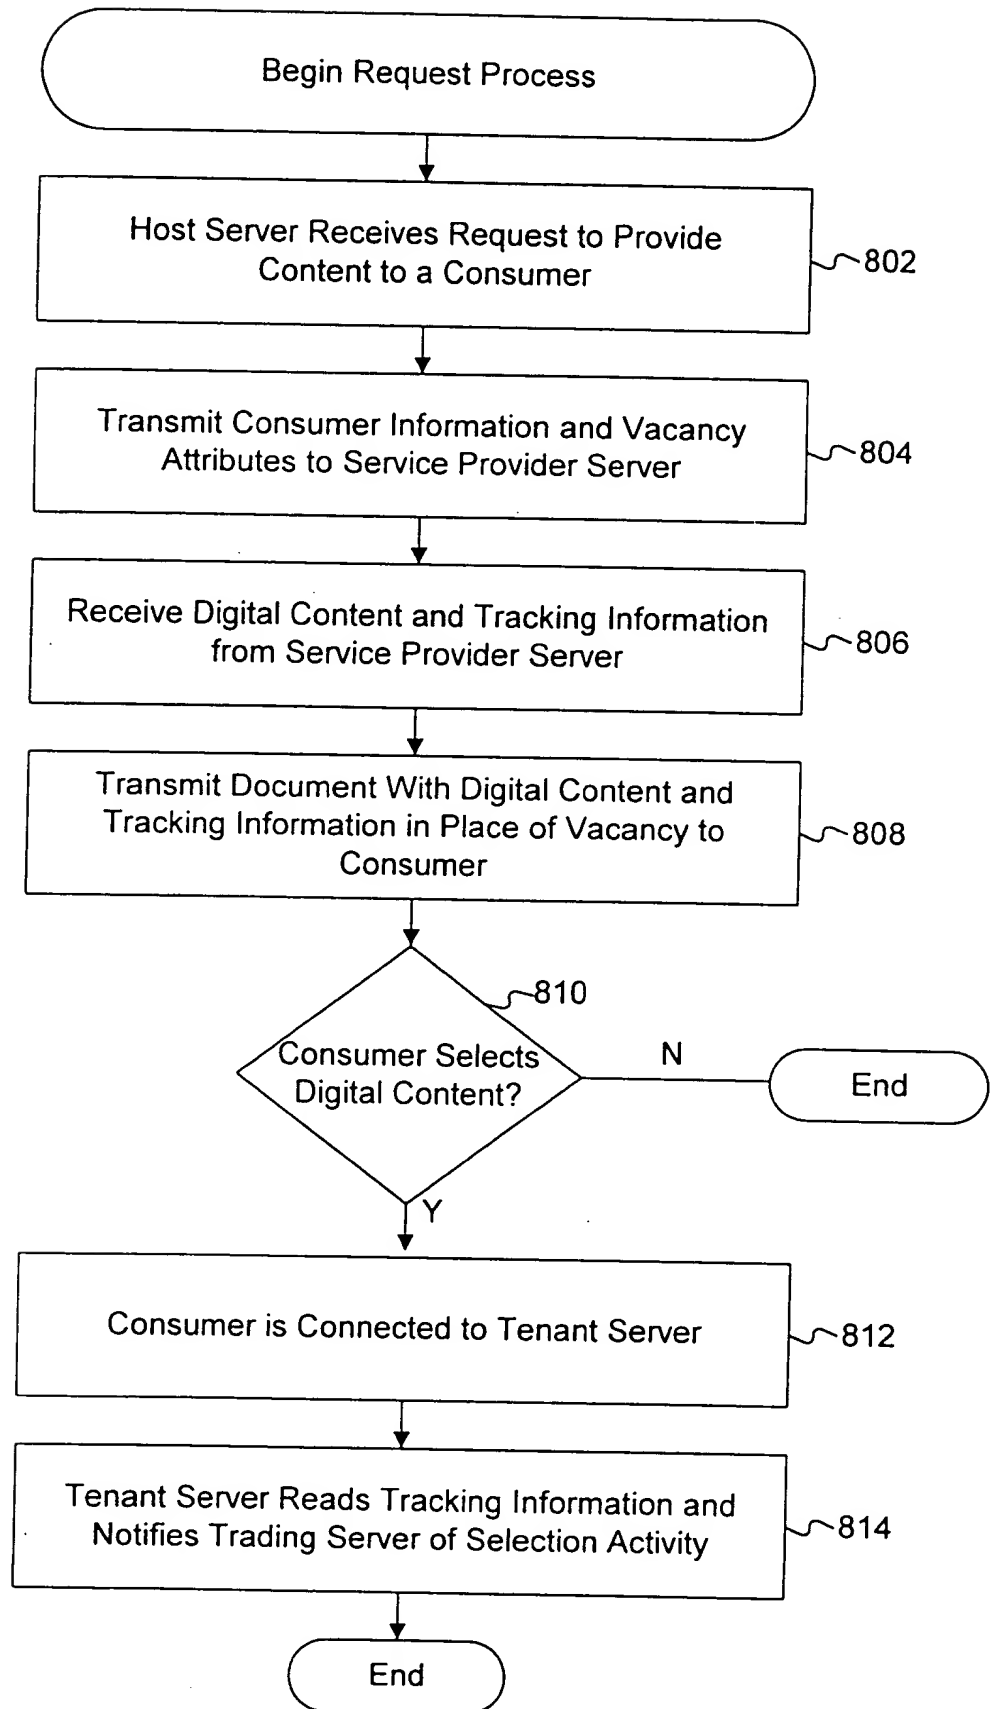 Begin Request Process
Host Server Receives Request to Provide
Content to a Consumer
802
Transmit Consumer Information and Vacancy
Attributes to Service Provider Server
804
Receive Digital Content and Tracking Information
from Service Provider Server
806
Transmit Document With Digital Content and
Tracking Information in Place of Vacancy to
Consumer
808
810
Consumer Selects
Digital Content?
N
End
Y
Consumer is Connected to Tenant Server
812
Tenant Server Reads Tracking Information and
Notifies Trading Server of Selection Activity
814
End